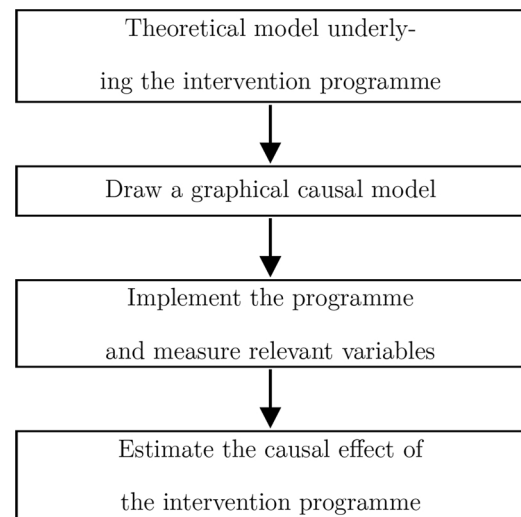 Theoretical model underly-
ing the intervention programme
Draw a graphical causal model
Implement the programme
and measure relevant variables
Estimate the causal effect of
the intervention programme